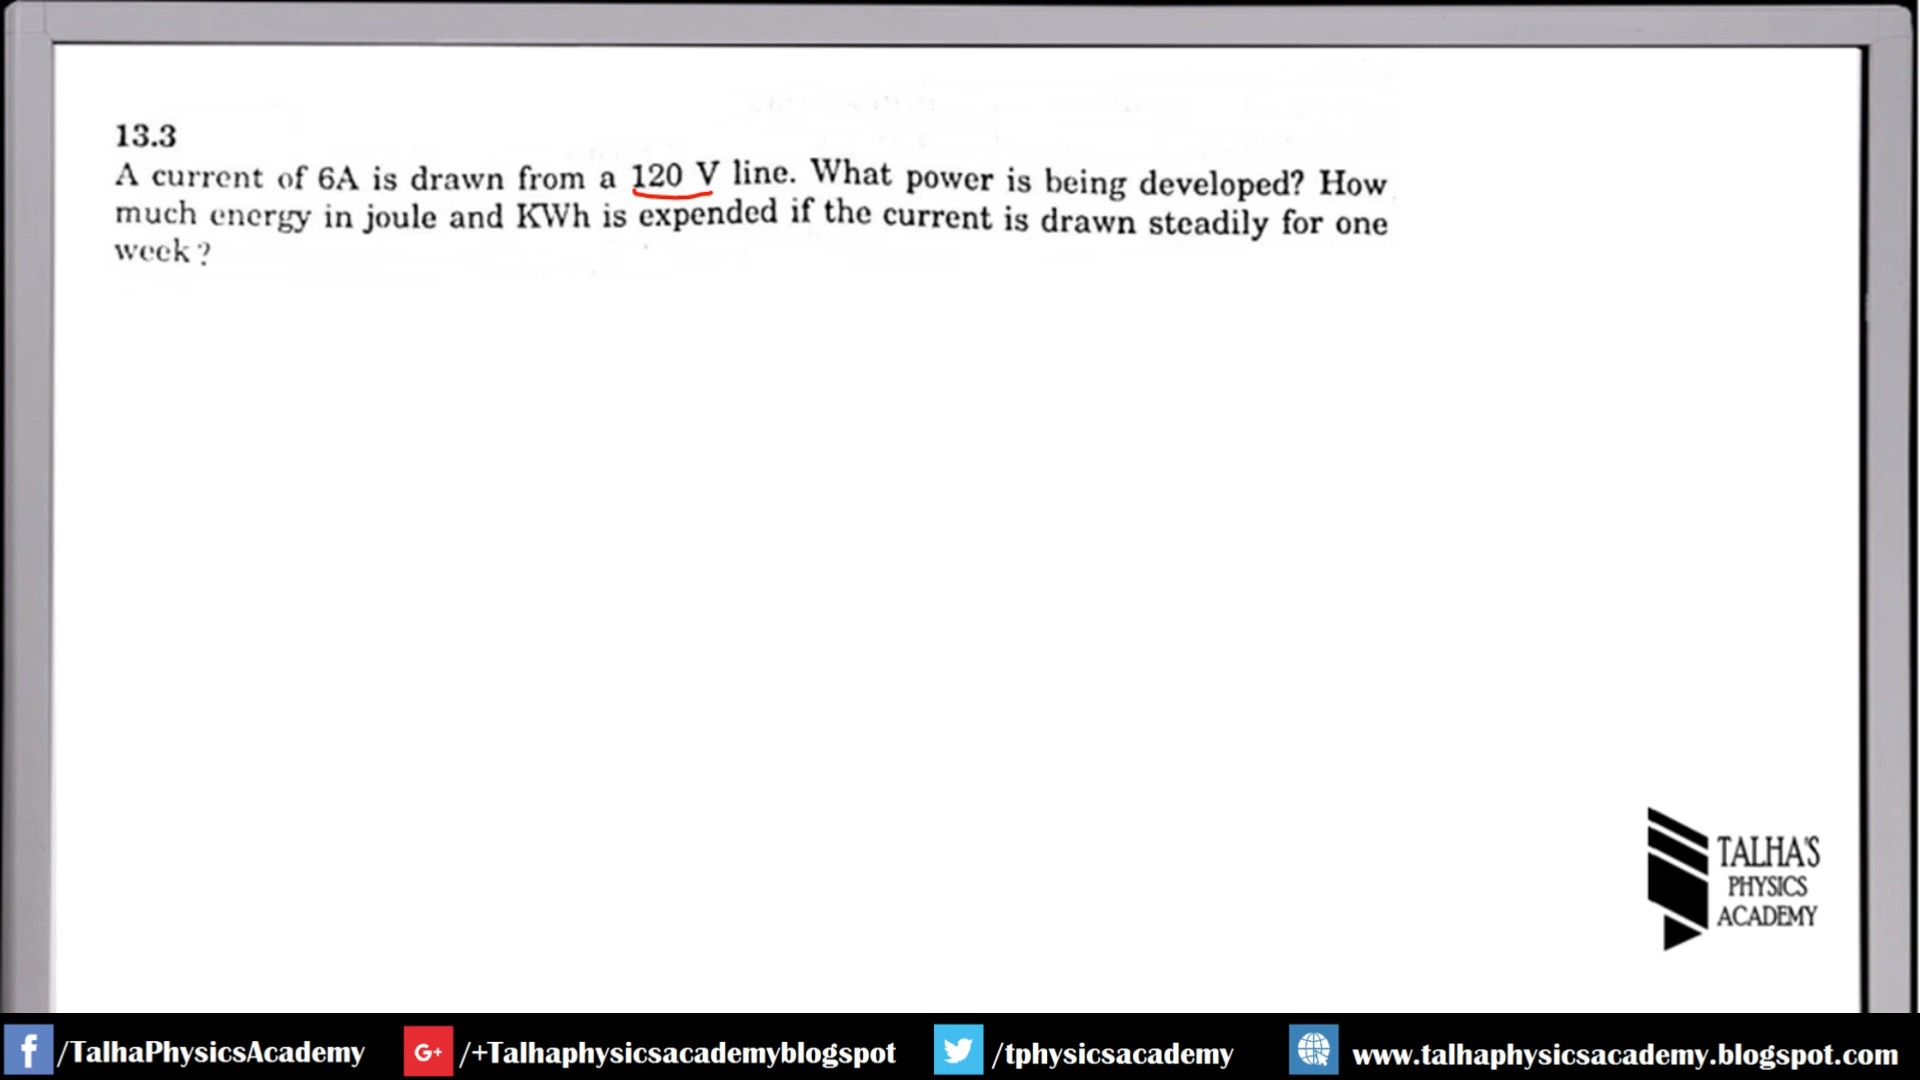 13.3
A current of 6A is drawn from a 120 V line. What power is being developed? How
much energy in joule and KWh is expended if the current is drawn steadily for one
week?
TALHA'S
PHYSICS
ACADEMY
f /TalhaPhysicsAcademy G+ /+Talhaphysicsacademyblogspot /tphysicsacademy www.talhaphysicsacademy.blogspot.com